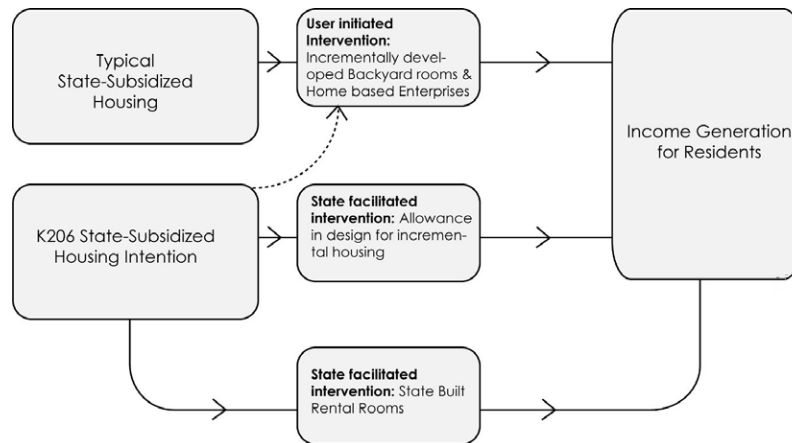 Typical
State-Subsidized
Housing
User initiated
Intervention:
Incrementally devel-
oped Backyard rooms &
Home based Enterprises
Income Generation
for Residents
K206 State-Subsidized
Housing Intention
State facilitated
intervention: Allowance
in design for incremen-
tal housing
State facilitated
intervention: State Built
Rental Rooms